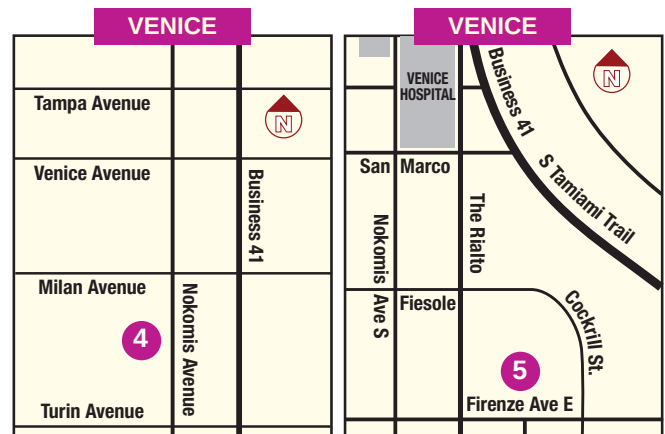 VENICE
Tampa Avenue
N
Venice Avenue
Business 41
Milan Avenue
Nokomis Avenue
4
Turin Avenue
VENICE
VENICE
HOSPITAL
Business 41
N
San Marco
S Tamiami Trail
Nokomis
Ave S
The Rialto
Fiesole
Cockrill St.
5
Firenze Ave E